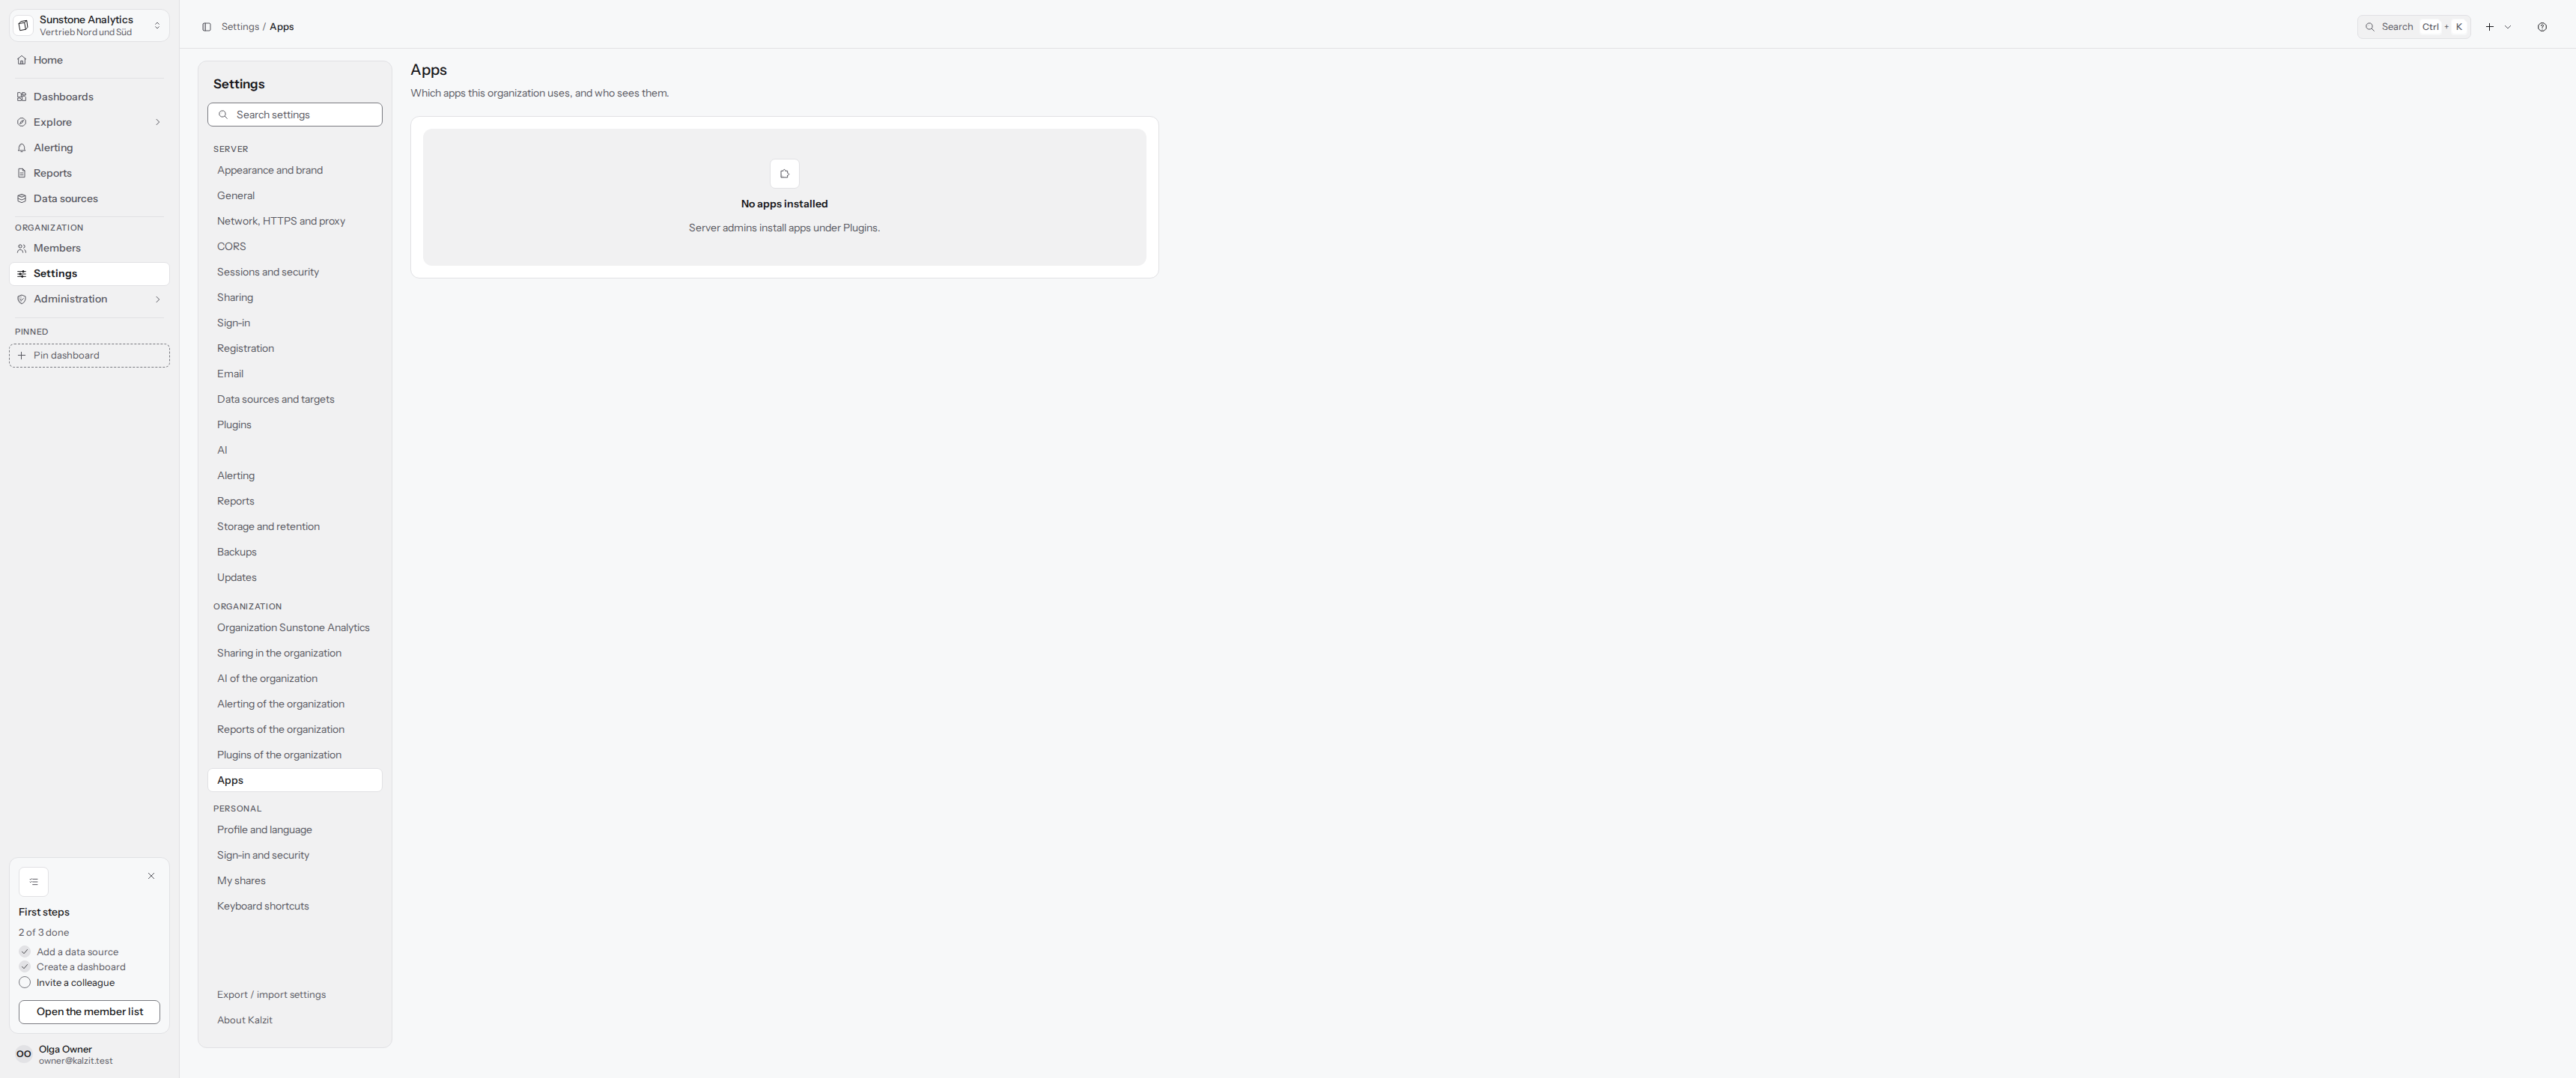 Sunstone Analytics
Vertrieb Nord und Süd
Home
Dashboards
Explore
Alerting
Reports
Data sources
ORGANIZATION
Members
Settings
Administration
PINNED
Pin dashboard
First steps
2 of 3 done
Add a data source
Create a dashboard
Invite a colleague
Open the member list
OO
Olga Owner
owner@kalzit.test
Settings / Apps
Search Ctrl + K
Settings
Search settings
SERVER
Appearance and brand
General
Network, HTTPS and proxy
CORS
Sessions and security
Sharing
Sign-in
Registration
Email
Data sources and targets
Plugins
AI
Alerting
Reports
Storage and retention
Backups
Updates
ORGANIZATION
Organization Sunstone Analytics
Sharing in the organization
AI of the organization
Alerting of the organization
Reports of the organization
Plugins of the organization
Apps
PERSONAL
Profile and language
Sign-in and security
My shares
Keyboard shortcuts
Export / import settings
About Kalzit
Apps
Which apps this organization uses, and who sees them.
No apps installed
Server admins install apps under Plugins.